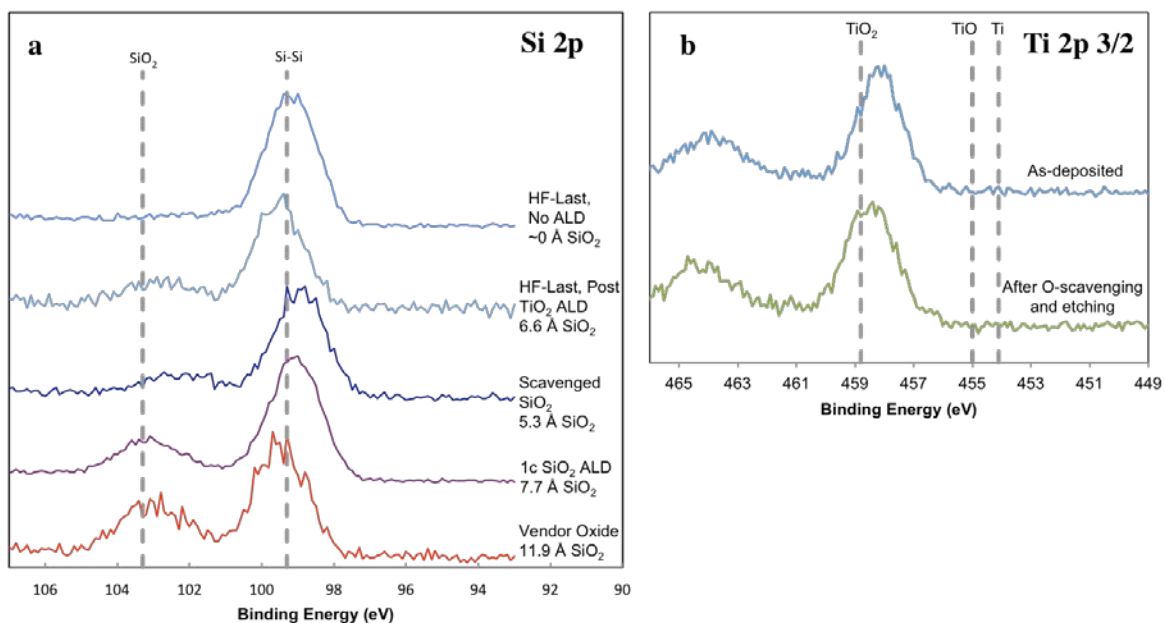 a
Si 2p
SiO₂
Si-Si
HF-Last,
No ALD
~0 Å SiO₂
HF-Last, Post
TiO₂ ALD
6.6 Å SiO₂
Scavenged
SiO₂
5.3 Å SiO₂
1c SiO₂ ALD
7.7 Å SiO₂
Vendor Oxide
11.9 Å SiO₂
106 104 102 100 98 96 94 92 90
Binding Energy (eV)
b
Ti 2p 3/2
TiO₂
TiO
Ti
As-deposited
After O-scavenging
and etching
465 463 461 459 457 455 453 451 449
Binding Energy (eV)